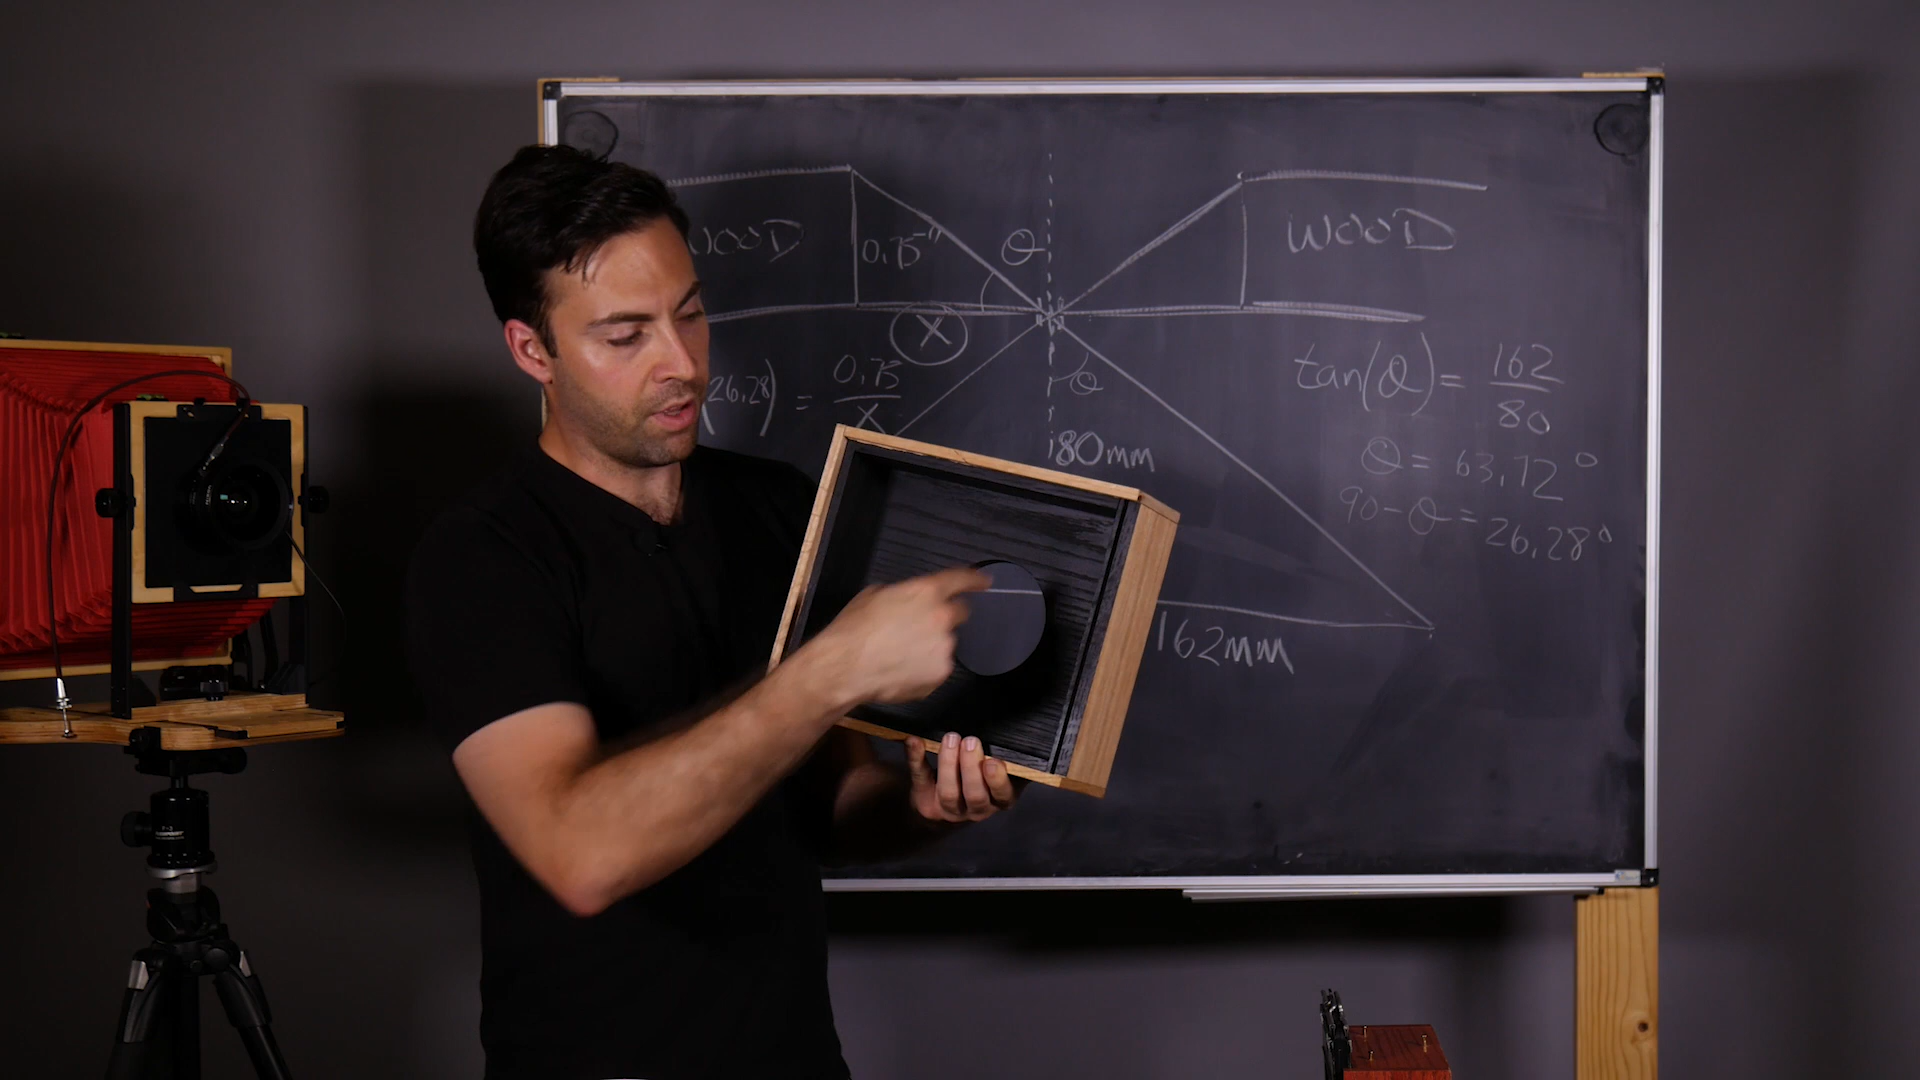 WOOD
0.75"
θ
WOOD
X
26.28) = 0.75
X
θ
80mm
162mm
tan(θ) = 162
80
θ = 63.72°
90-θ = 26.28°